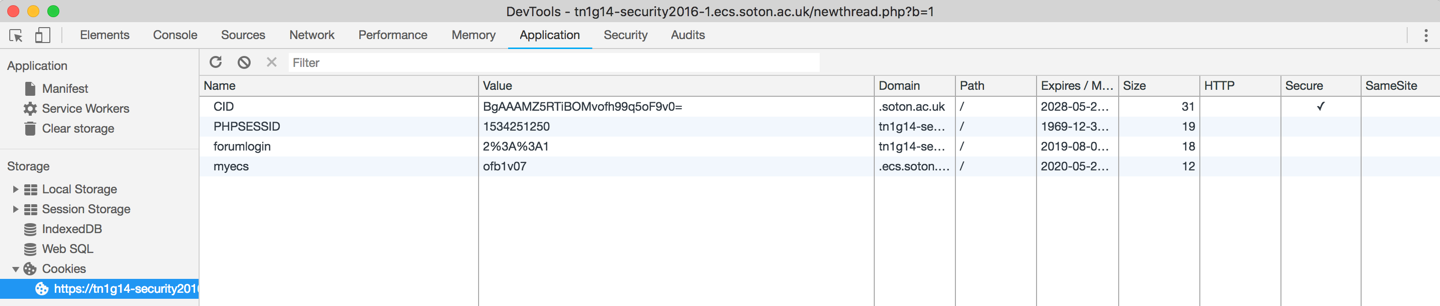 DevTools - tn1g14-security2016-1.ecs.soton.ac.uk/newthread.php?b=1
Elements Console Sources Network Performance Memory Application Security Audits
Application
Manifest
Service Workers
Clear storage
Storage
Local Storage
Session Storage
IndexedDB
Web SQL
Cookies
https://tn1g14-security2016
Filter
Name Value Domain Path Expires / M... Size HTTP Secure SameSite
CID BgAAAMZ5RTiBOMvofh99q5oF9v0= .soton.ac.uk / 2028-05-2... 31 ✓
PHPSESSID 1534251250 tn1g14-se... / 1969-12-3... 19
forumlogin 2%3A%3A1 tn1g14-se... / 2019-08-0... 18
myecs ofb1v07 .ecs.soton.... / 2020-05-2... 12